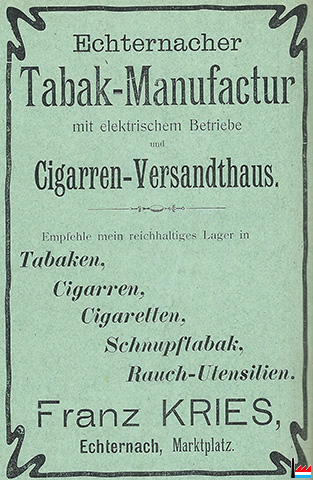 Echternacher
Tabak-Manufactur
mit elektrischem Betriebe
und
Cigarren-Versandthaus.
Empfehle mein reichhaltiges Lager in
Tabaken,
Cigarren,
Cigaretten,
Schnupftabak,
Rauch-Utensilien.
Franz KRIES,
Echternach, Marktplatz.